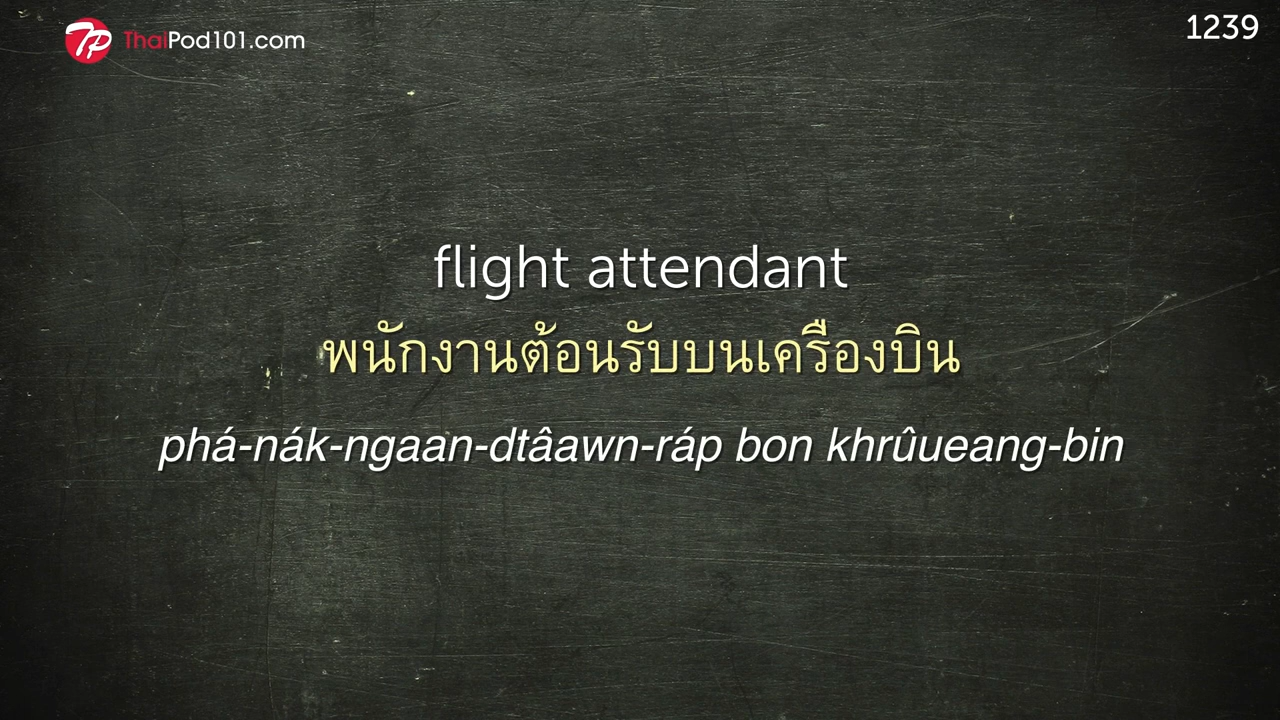 ThaiPod101.com
1239
flight attendant
พนักงานต้อนรับบนเครื่องบิน
phá-nák-ngaan-dtâawn-ráp bon khrûueang-bin